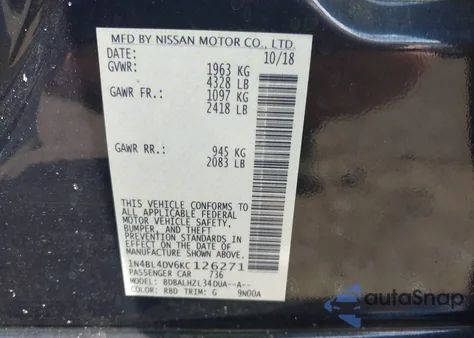 MFD BY NISSAN MOTOR CO., LTD.
DATE: 10/18
GVWR: 1963 KG
4328 LB
GAWR FR.: 1097 KG
2418 LB
GAWR RR.: 945 KG
2083 LB
THIS VEHICLE CONFORMS TO
ALL APPLICABLE FEDERAL
MOTOR VEHICLE SAFETY,
BUMPER, AND THEFT
PREVENTION STANDARDS
IN EFFECT ON THE DATE OF
MANUFACTURE SHOWN ABOVE.
1N4BL4DV6KC126271
PASSENGER CAR 736
MODEL: BDBALHZL34DUA--A--
COLOR: RBD TRIM: G 9N00A
autoSnap